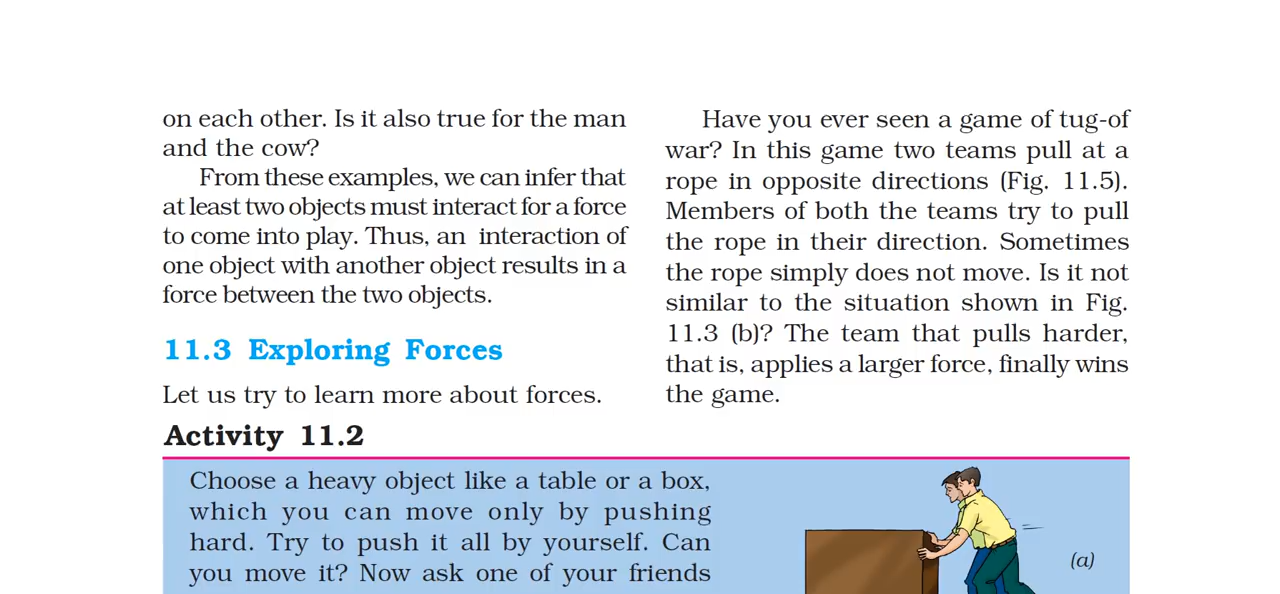 on each other. Is it also true for the man
and the cow?
From these examples, we can infer that
at least two objects must interact for a force
to come into play. Thus, an interaction of
one object with another object results in a
force between the two objects.
11.3 Exploring Forces
Let us try to learn more about forces.
Have you ever seen a game of tug-of
war? In this game two teams pull at a
rope in opposite directions (Fig. 11.5).
Members of both the teams try to pull
the rope in their direction. Sometimes
the rope simply does not move. Is it not
similar to the situation shown in Fig.
11.3 (b)? The team that pulls harder,
that is, applies a larger force, finally wins
the game.
Activity 11.2
Choose a heavy object like a table or a box,
which you can move only by pushing
hard. Try to push it all by yourself. Can
you move it? Now ask one of your friends
(a)